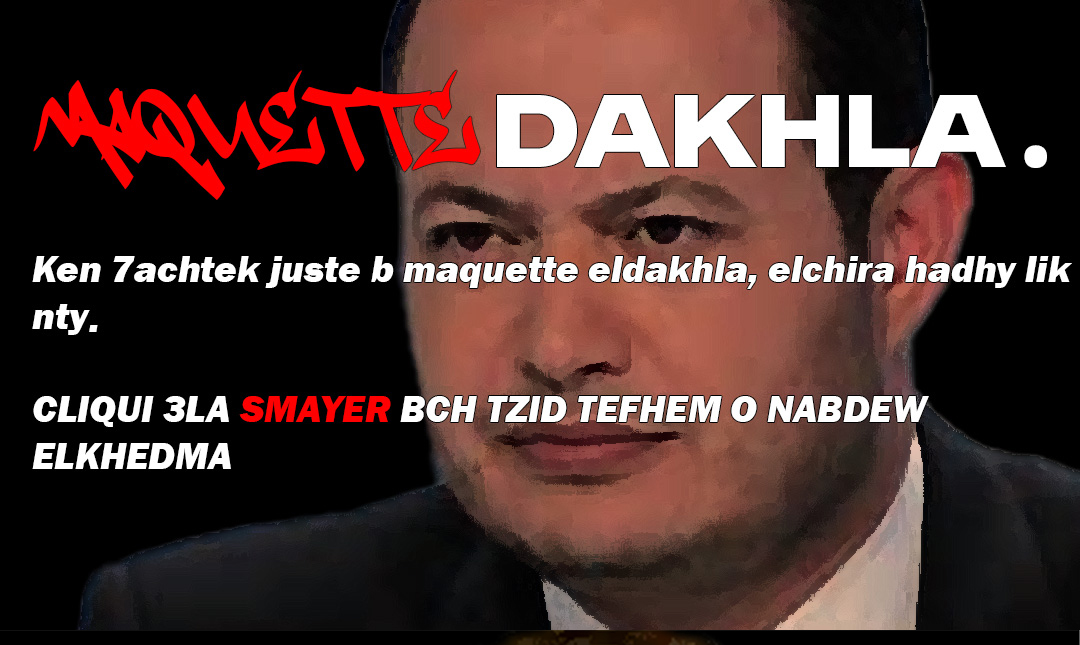 MAQUETTE DAKHLA.
Ken 7achtek juste b maquette eldakhla, elchira hadhy lik
nty.
CLIQUI 3LA SMAYER BCH TZID TEFHEM O NABDEW
ELKHEDMA